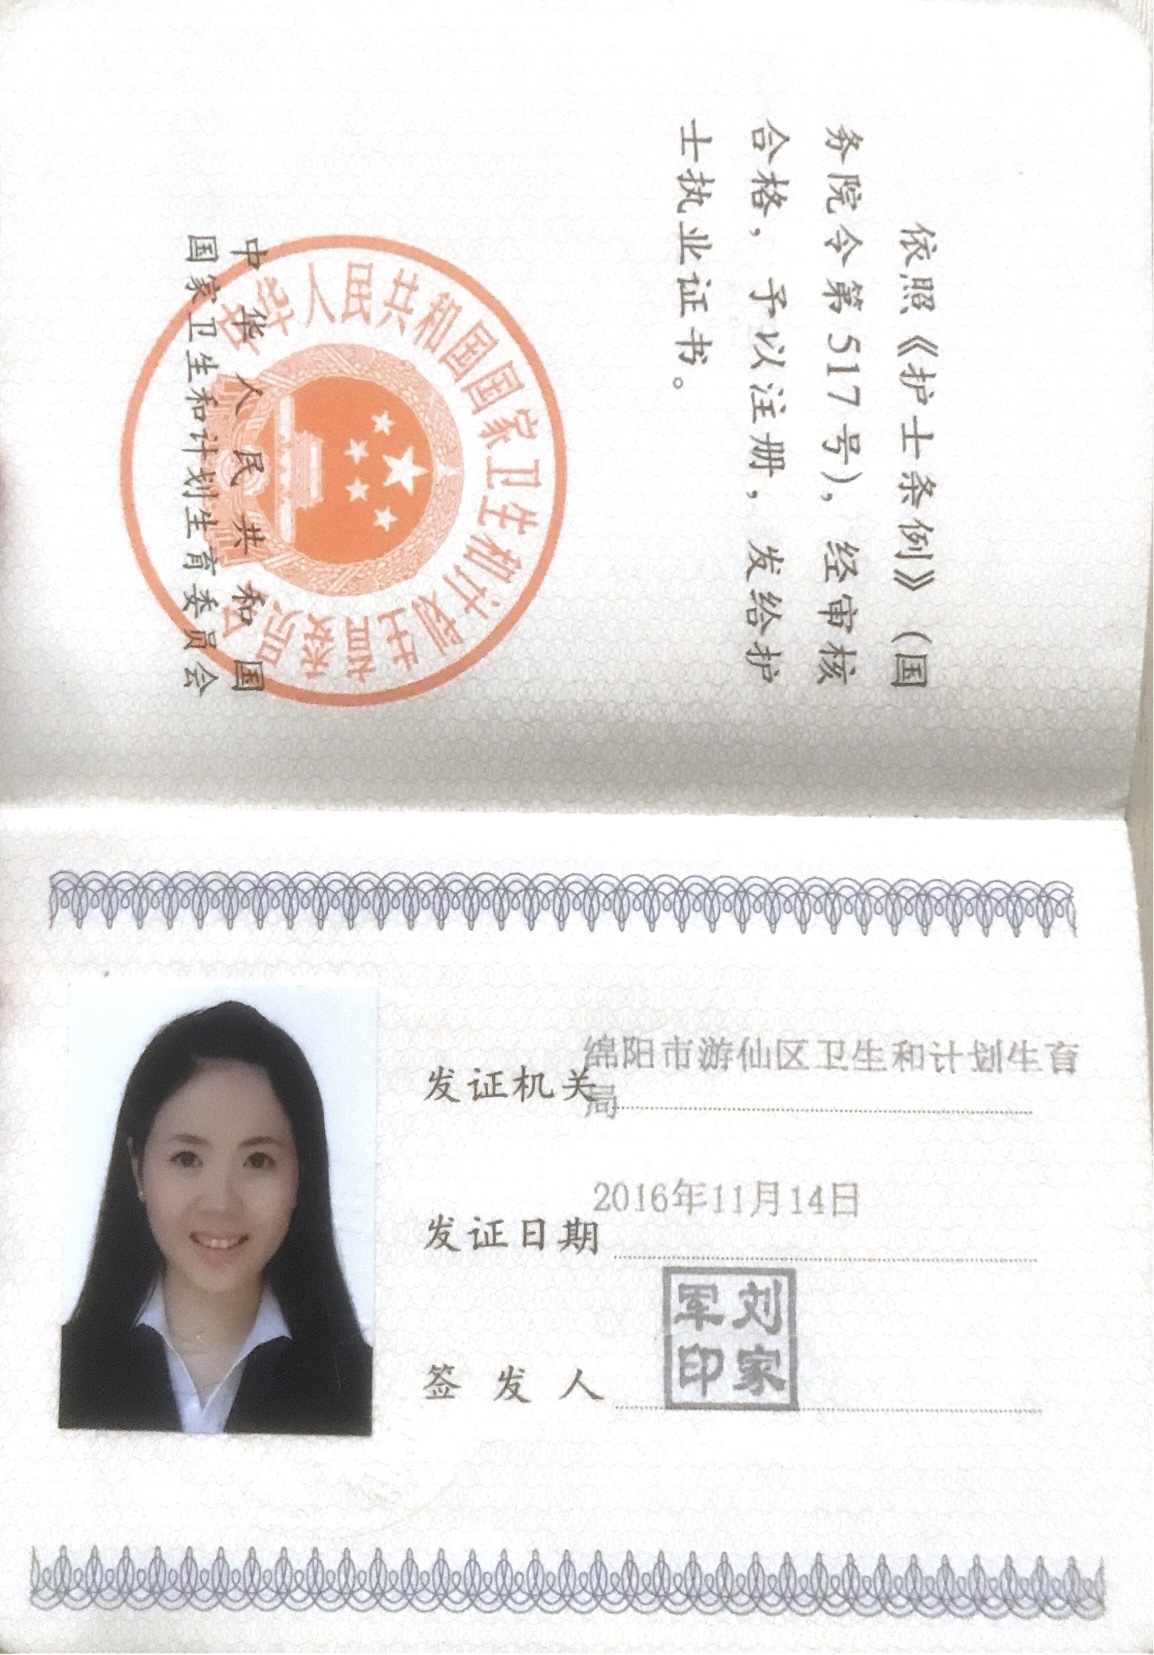 依照《护士条例》（国
务院令第517号），经审核
合格，予以注册，发给护
士执业证书。
中华人民共和国
国家卫生和计划生育委员会
中华人民共和国国家卫生和计划生育委员会
绵阳市游仙区卫生和计划生育
发证机关局
2016年11月14日
发证日期
刘家军印
签发人